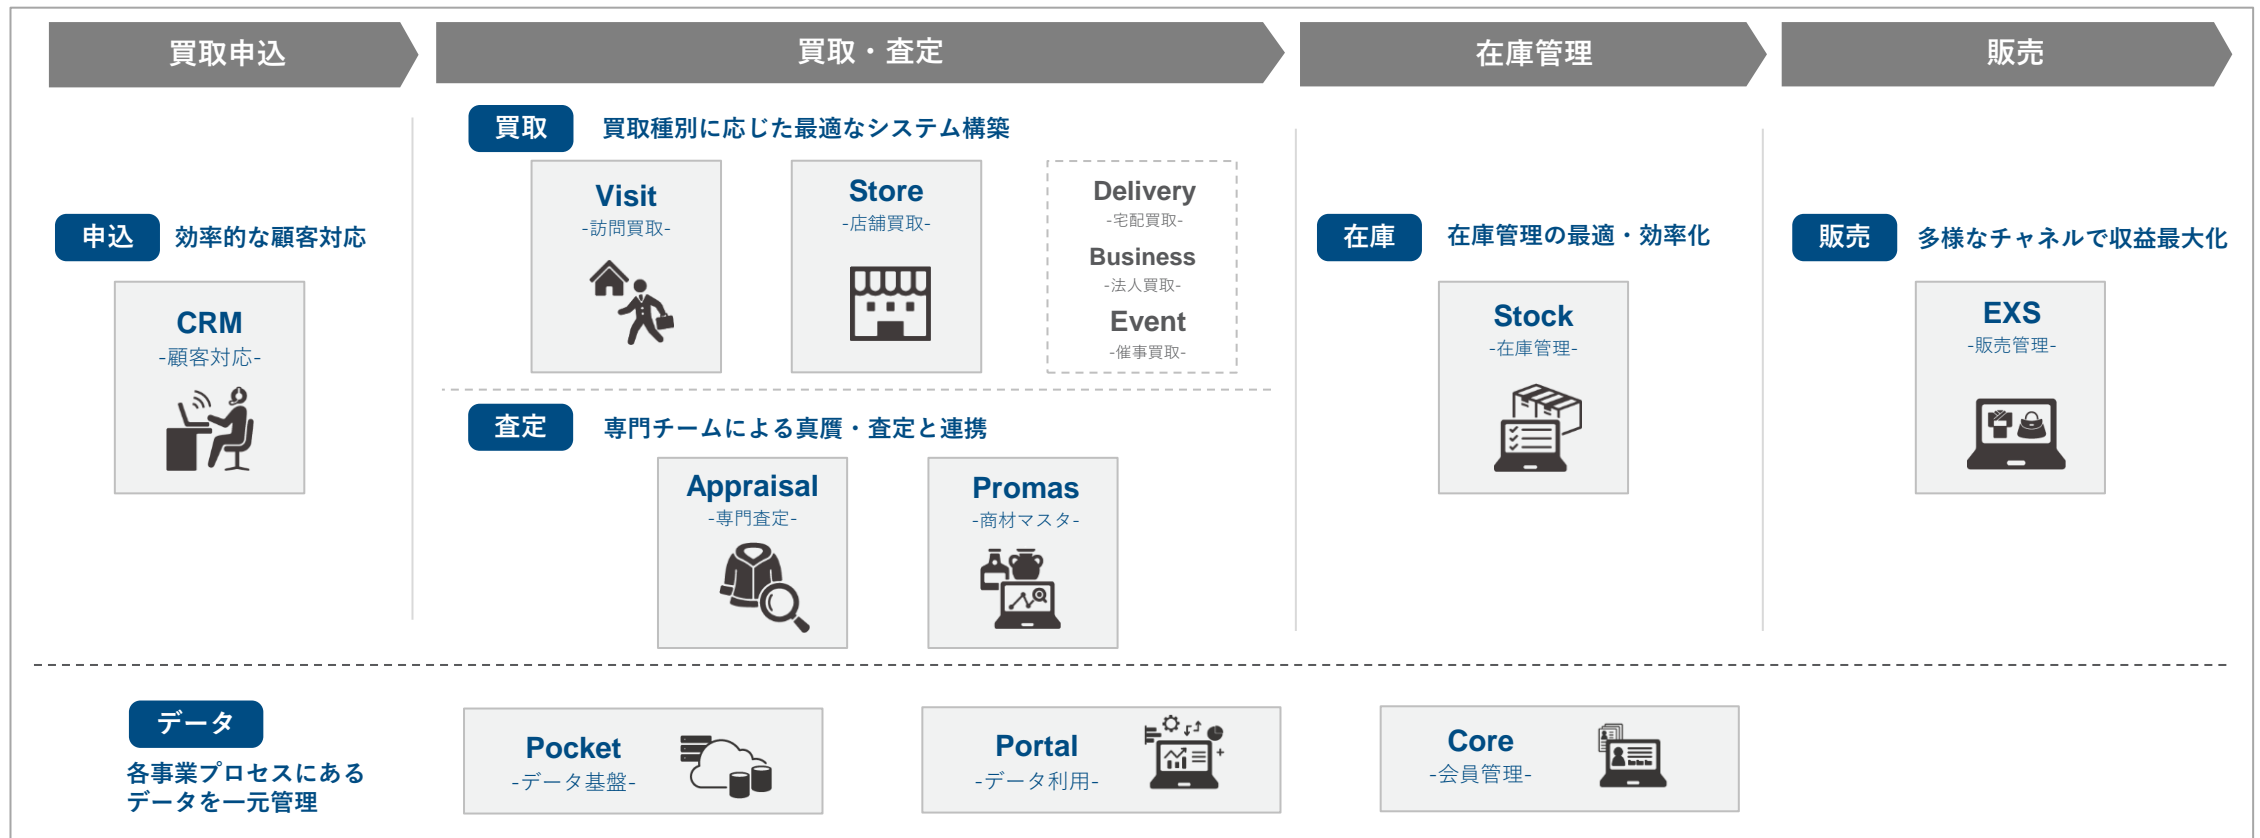 買取申込
買取・査定
在庫管理
販売
買取
買取種別に応じた最適なシステム構築
Visit
-訪問買取-
Store
-店舗買取-
Delivery
-宅配買取-
Business
-法人買取-
Event
-催事買取-
申込
効率的な顧客対応
CRM
-顧客対応-
査定
専門チームによる真贋・査定と連携
Appraisal
-専門査定-
Promas
-商材マスタ-
在庫
在庫管理の最適・効率化
Stock
-在庫管理-
販売
多様なチャネルで収益最大化
EXS
-販売管理-
データ
各事業プロセスにある
データを一元管理
Pocket
-データ基盤-
Portal
-データ利用-
Core
-会員管理-